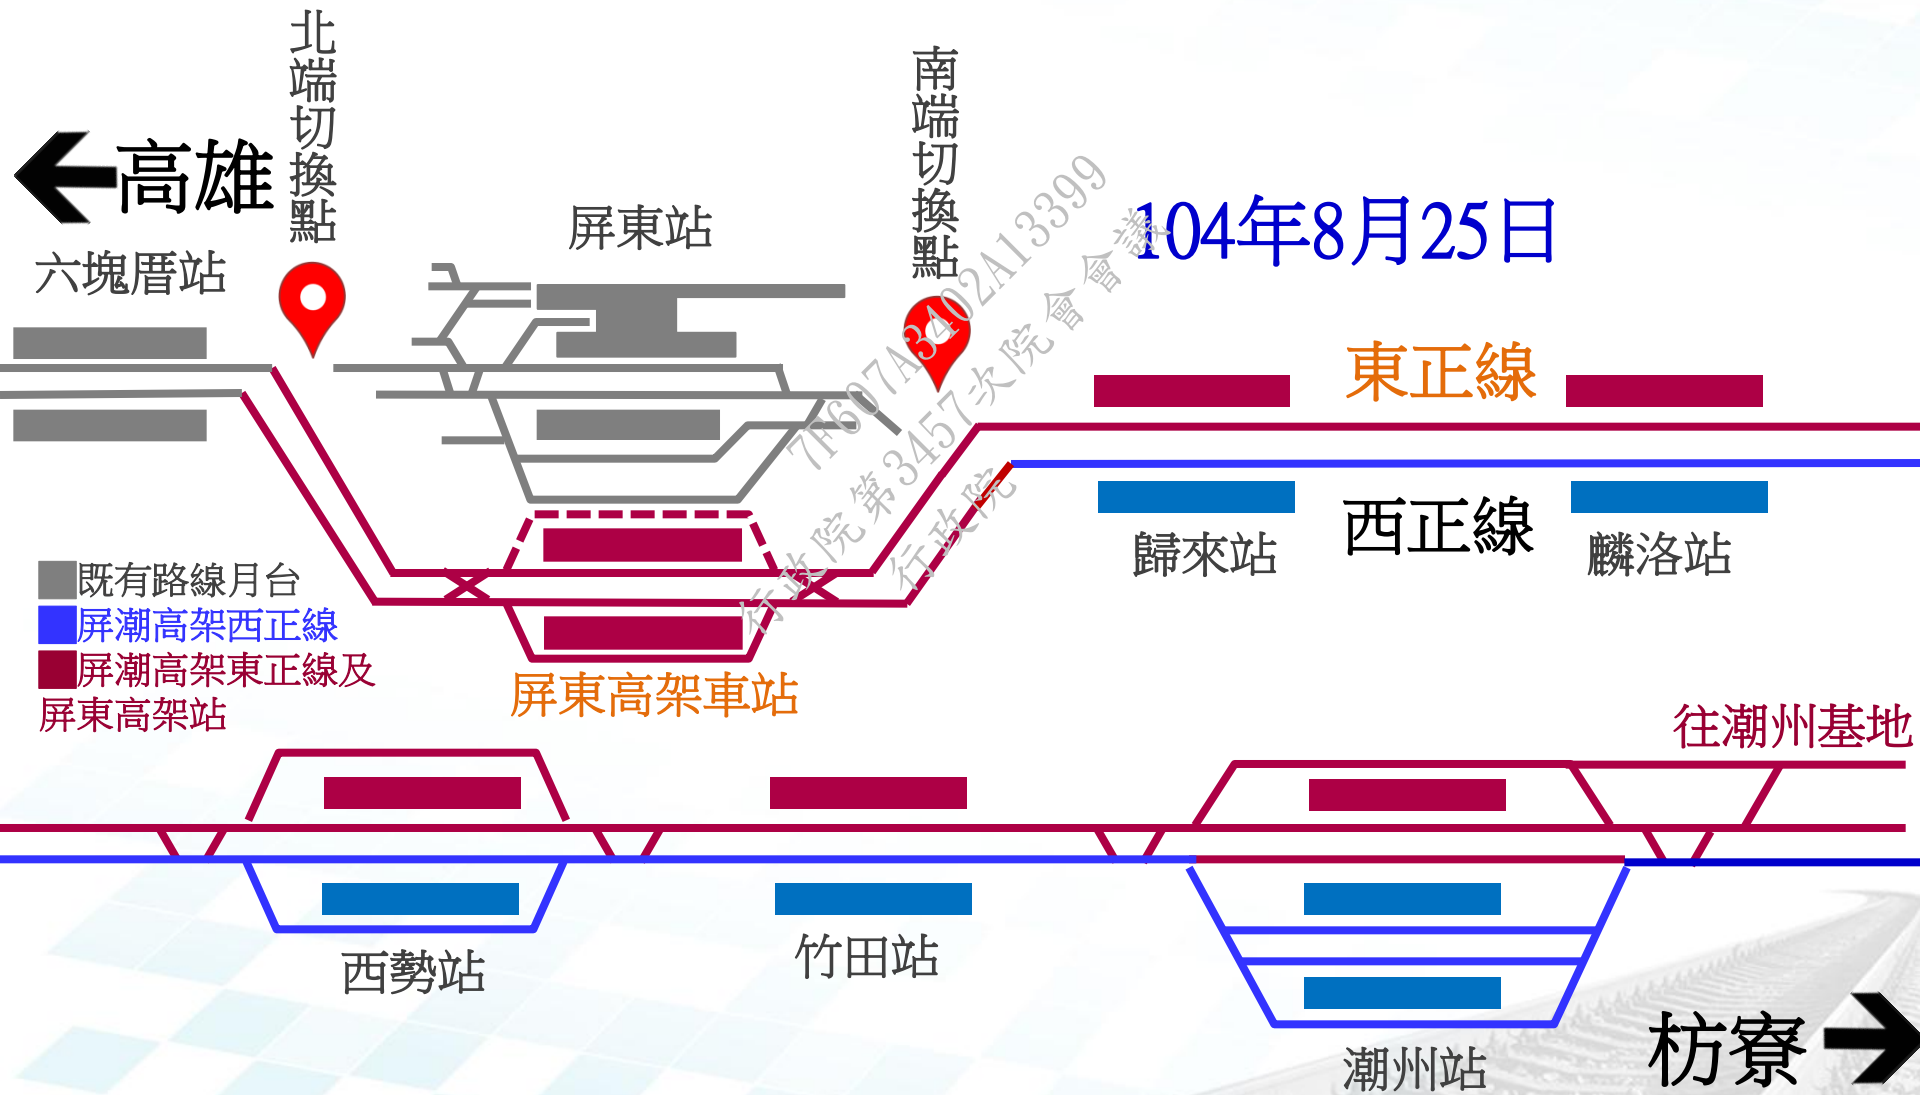 北端切換點
南端切換點
高雄
104年8月25日
屏東站
六塊厝站
東正線
西正線
歸來站
麟洛站
既有路線月台
屏潮高架西正線
屏潮高架東正線及
屏東高架站
屏東高架車站
往潮州基地
西勢站
竹田站
潮州站
枋寮
7F607A3402A13399
行政院第3457次院會會議
行政院